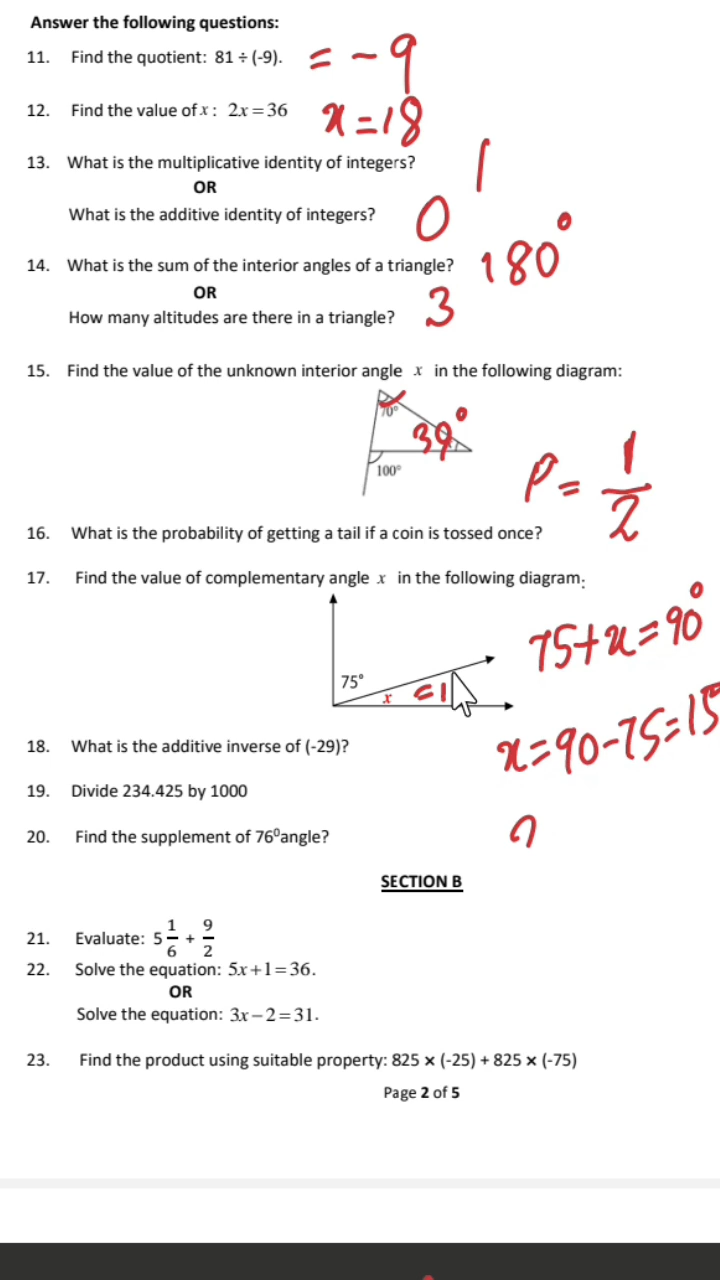 Answer the following questions:
11. Find the quotient: 81 ÷ (-9). = -9
12. Find the value of x : 2x = 36 x = 18
13. What is the multiplicative identity of integers? 1
OR
What is the additive identity of integers? 0
14. What is the sum of the interior angles of a triangle? 180°
OR
How many altitudes are there in a triangle? 3
15. Find the value of the unknown interior angle x in the following diagram:
70°
39°
100°
P = 1/2
16. What is the probability of getting a tail if a coin is tossed once?
17. Find the value of complementary angle x in the following diagram:
75+x=90°
75°
x =1
x=90-75=15
18. What is the additive inverse of (-29)?
19. Divide 234.425 by 1000
20. Find the supplement of 76⁰angle?
SECTION B
21. Evaluate: 5 1/6 + 9/2
22. Solve the equation: 5x+1=36.
OR
Solve the equation: 3x−2=31.
23. Find the product using suitable property: 825 × (-25) + 825 × (-75)
Page 2 of 5